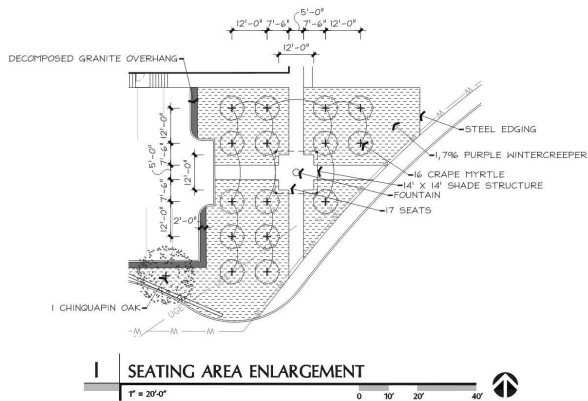 5'-0"
12'-0" 7'-6" 7'-6" 12'-0"
12'-0"
DECOMPOSED GRANITE OVERHANG
STEEL EDGING
1,796 PURPLE WINTERCREEPER
16 CRAPE MYRTLE
14' X 14' SHADE STRUCTURE
FOUNTAIN
17 SEATS
12'-0"
7'-6"
5'-0"
12'-0"
7'-6"
12'-0"
2'-0"
1 CHINQUAPIN OAK
UGE
W
W
W
W
W
1 SEATING AREA ENLARGEMENT
1" = 20'-0"
0 10' 20' 40'